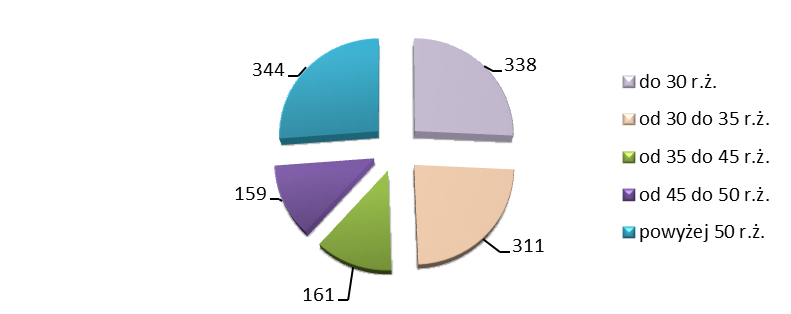 344
338
159
311
161
do 30 r.ż.
od 30 do 35 r.ż.
od 35 do 45 r.ż.
od 45 do 50 r.ż.
powyżej 50 r.ż.